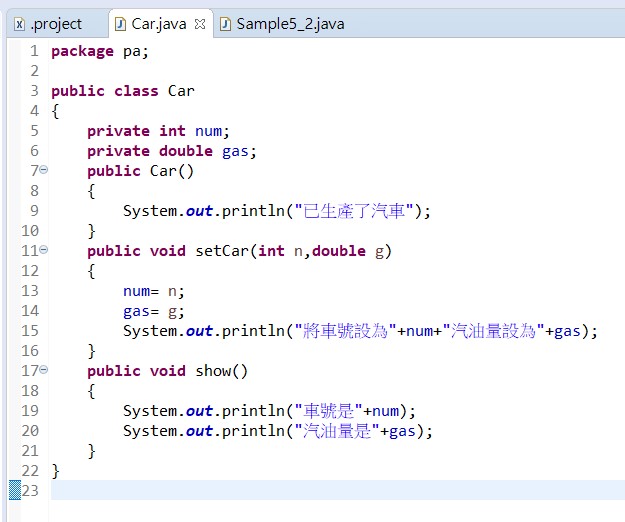 .project Car.java Sample5_2.java
1 package pa;
2
3 public class Car
4 {
5     private int num;
6     private double gas;
7     public Car()
8     {
9         System.out.println("已生產了汽車");
10     }
11     public void setCar(int n,double g)
12     {
13         num= n;
14         gas= g;
15         System.out.println("將車號設為"+num+"汽油量設為"+gas);
16     }
17     public void show()
18     {
19         System.out.println("車號是"+num);
20         System.out.println("汽油量是"+gas);
21     }
22 }
23